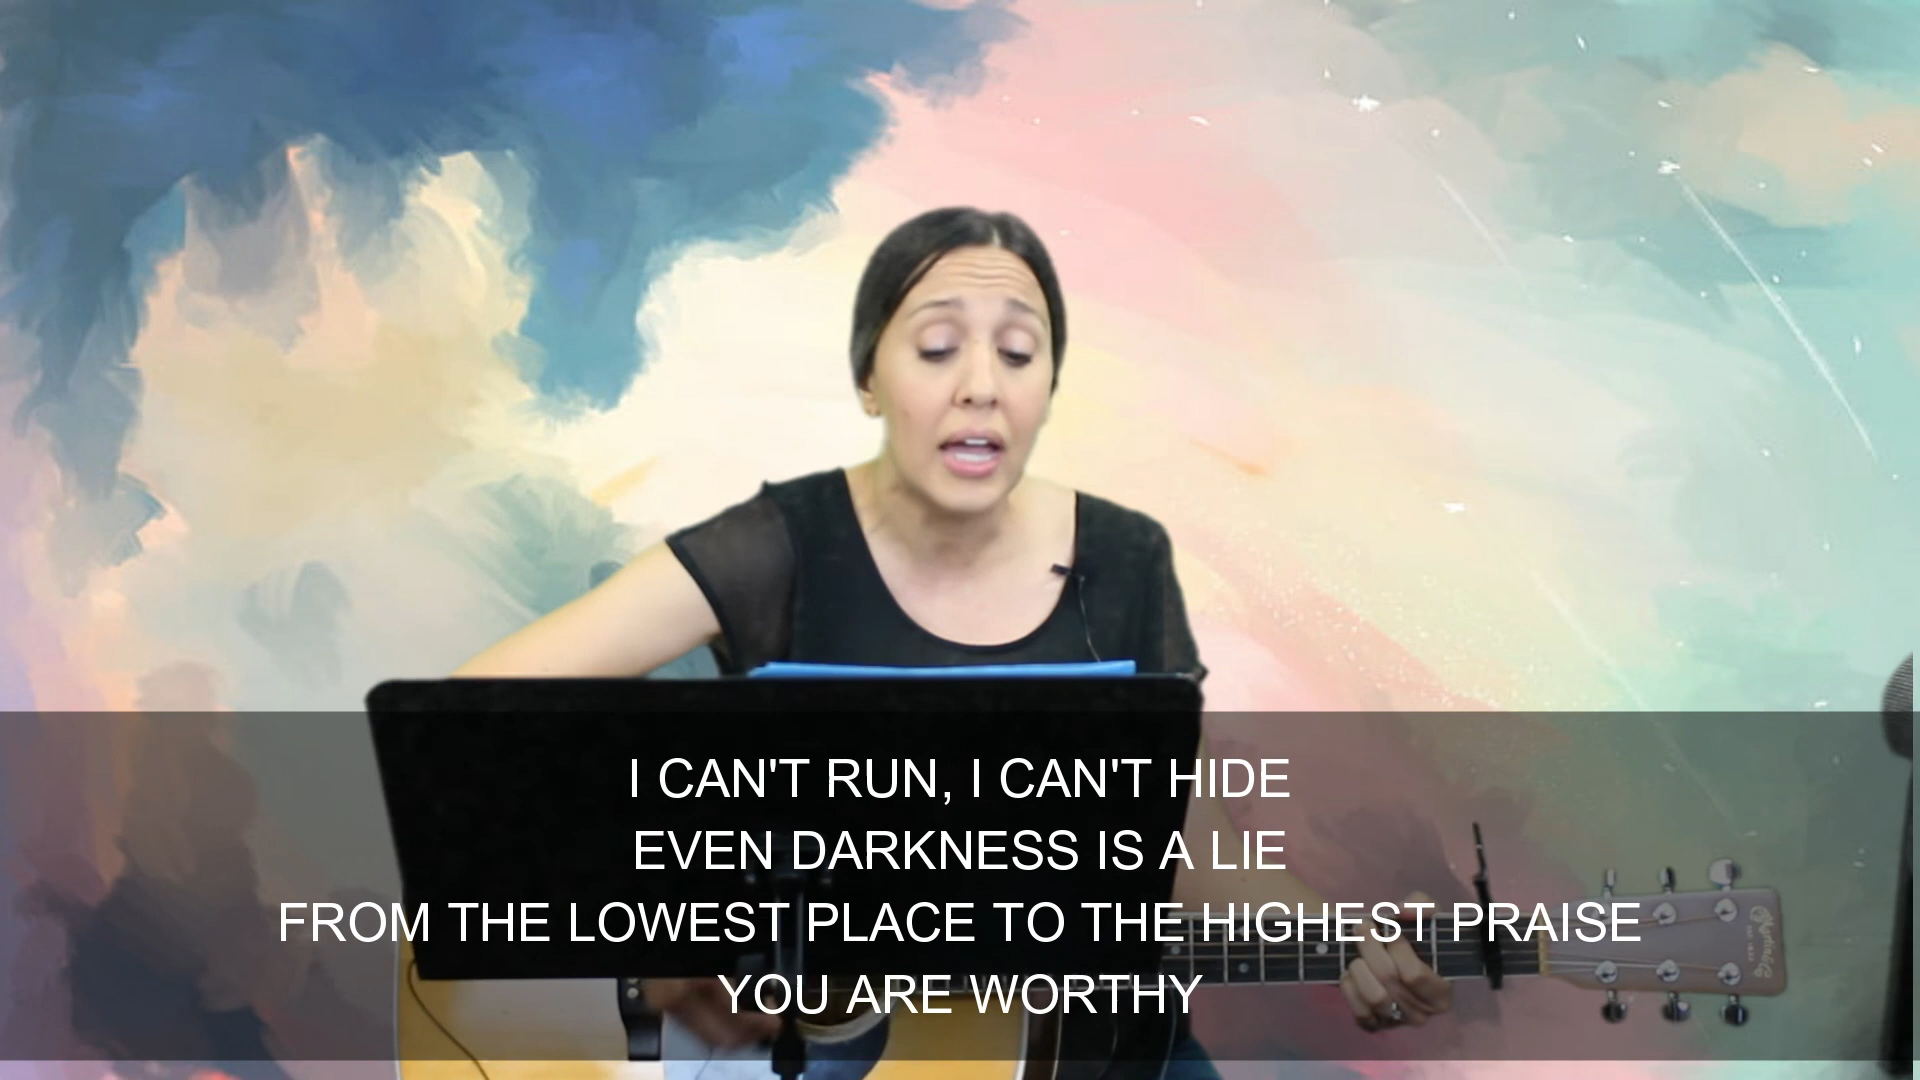 I CAN'T RUN, I CAN'T HIDE
EVEN DARKNESS IS A LIE
FROM THE LOWEST PLACE TO THE HIGHEST PRAISE
YOU ARE WORTHY